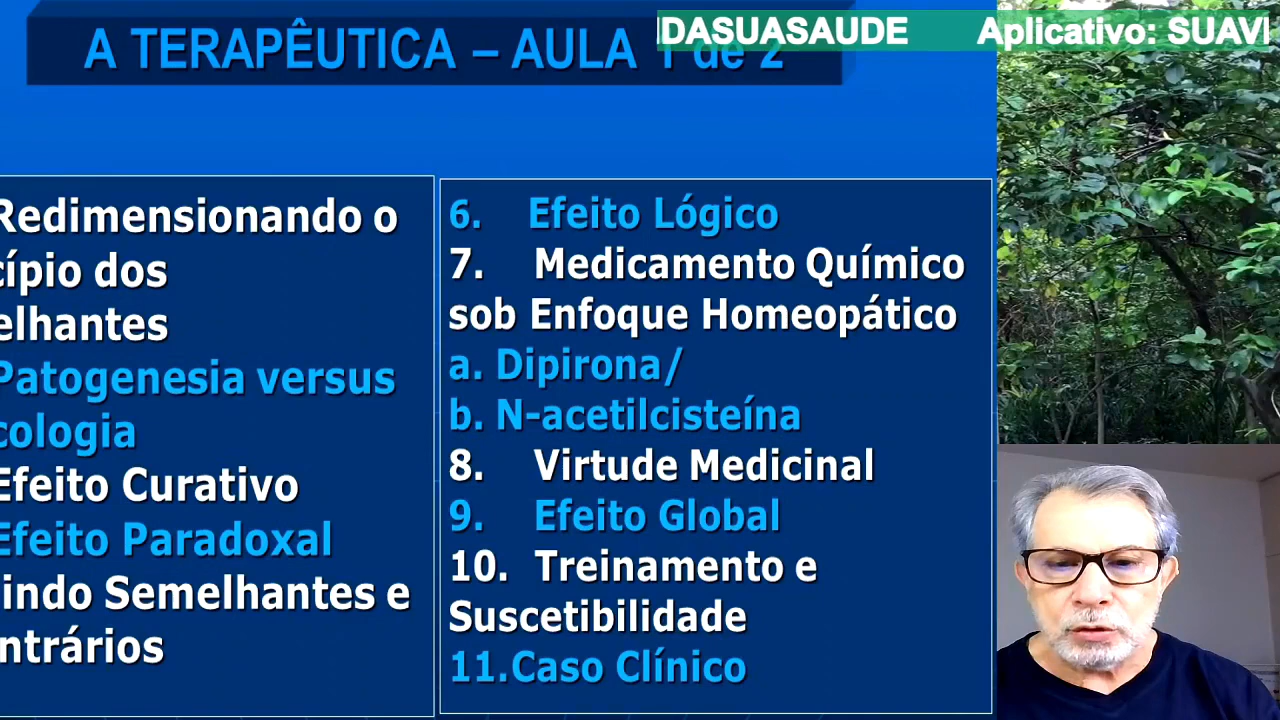 DASUASAUDE Aplicativo: SUAVI
A TERAPÊUTICA – AULA 1 de 2
Redimensionando o
cípio dos
elhantes
Patogenesia versus
cologia
Efeito Curativo
Efeito Paradoxal
indo Semelhantes e
ntrários
6. Efeito Lógico
7. Medicamento Químico
sob Enfoque Homeopático
a. Dipirona/
b. N-acetilcisteína
8. Virtude Medicinal
9. Efeito Global
10. Treinamento e
Suscetibilidade
11.Caso Clínico